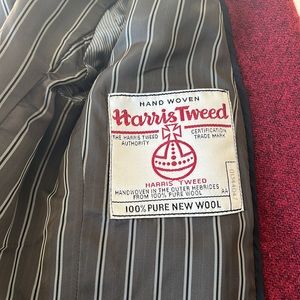 HAND WOVEN
Harris Tweed
THE HARRIS TWEED CERTIFICATION
AUTHORITY TRADE MARK
HARRIS TWEED
HANDWOVEN IN THE OUTER HEBRIDES
FROM 100% PURE WOOL
100% PURE NEW WOOL